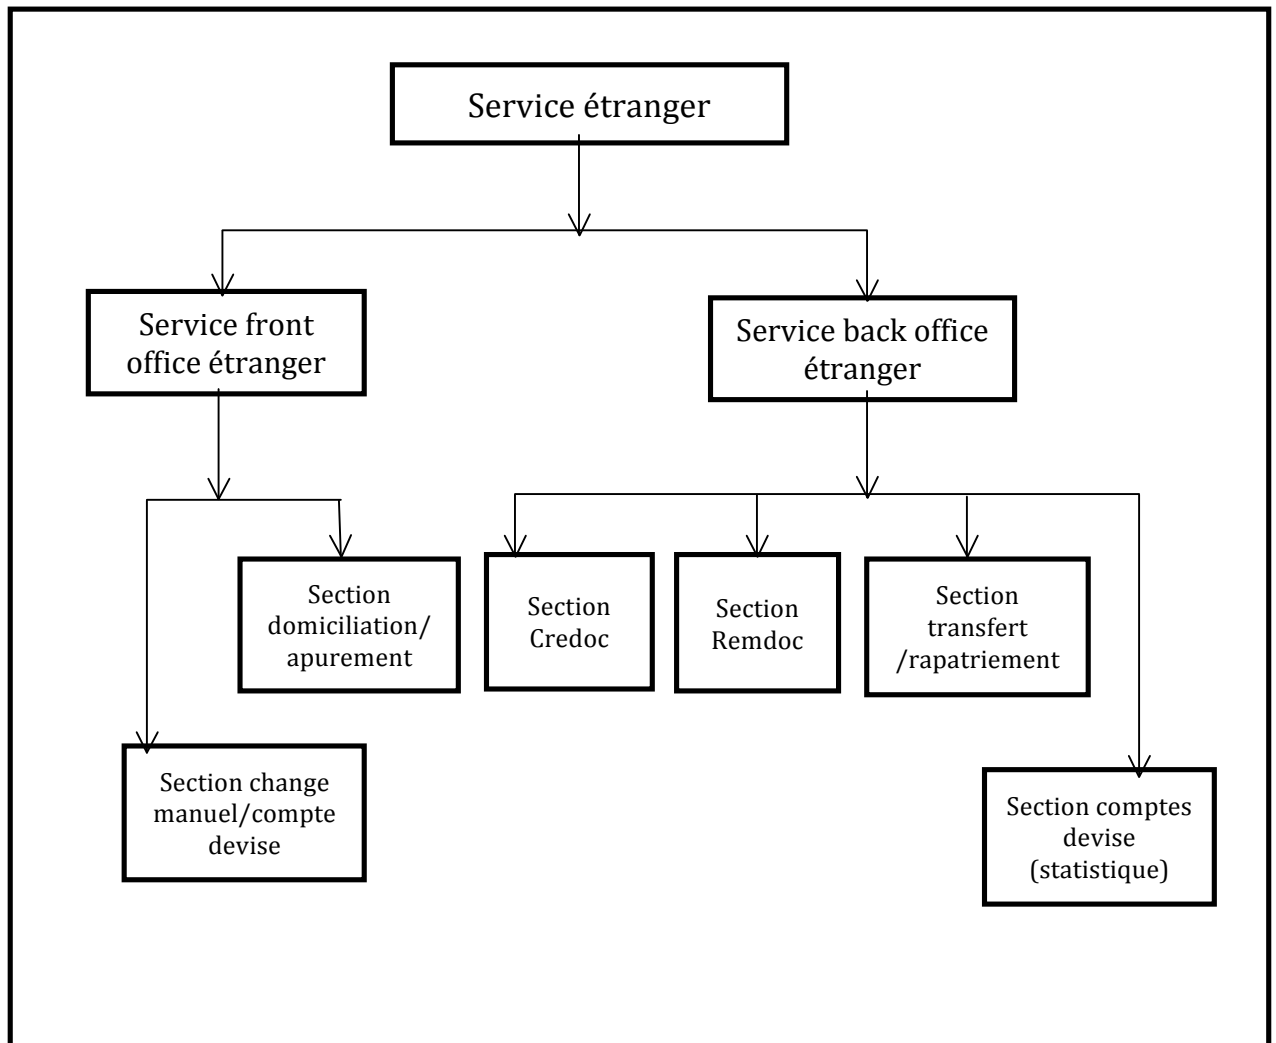 Service étranger
Service front
office étranger
Service back office
étranger
Section
domiciliation/
apurement
Section
Credoc
Section
Remdoc
Section
transfert
/rapatriement
Section change
manuel/compte
devise
Section comptes
devise
(statistique)